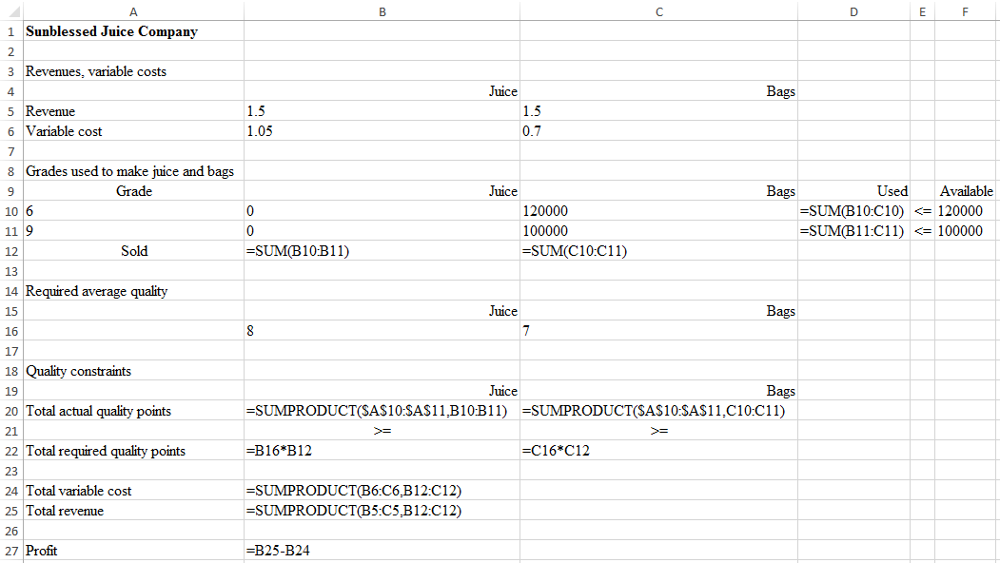 A B C D E F
1 Sunblessed Juice Company
2
3 Revenues, variable costs
4 Juice Bags
5 Revenue 1.5 1.5
6 Variable cost 1.05 0.7
7
8 Grades used to make juice and bags
9 Grade Juice Bags Used Available
10 6 0 120000 =SUM(B10:C10) <= 120000
11 9 0 100000 =SUM(B11:C11) <= 100000
12 Sold =SUM(B10:B11) =SUM(C10:C11)
13
14 Required average quality
15 Juice Bags
16 8 7
17
18 Quality constraints
19 Juice Bags
20 Total actual quality points =SUMPRODUCT($A$10:$A$11,B10:B11) =SUMPRODUCT($A$10:$A$11,C10:C11)
21 >= >=
22 Total required quality points =B16*B12 =C16*C12
23
24 Total variable cost =SUMPRODUCT(B6:C6,B12:C12)
25 Total revenue =SUMPRODUCT(B5:C5,B12:C12)
26
27 Profit =B25-B24